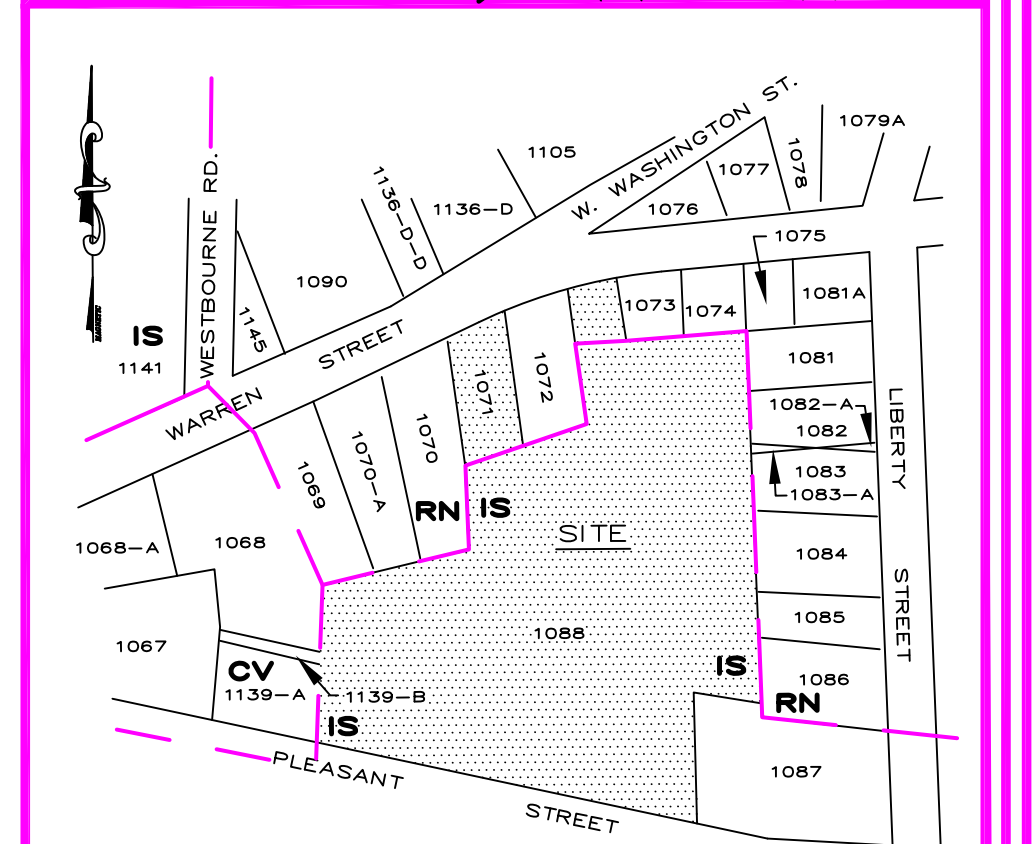 W. WASHINGTON ST.
1079A
1078
1077
1105
1076
1136-D
1136-D-D
WESTBOURNE RD.
1075
1090
1081A
1073
1074
MAGNETIC
IS
1141
1145
STREET
WARREN
1081
1072
1071
1082-A
1082
LIBERTY
1070
1070-A
1069
1083
1083-A
RN
IS
SITE
1068-A
1068
1084
STREET
1085
1088
1067
IS
CV
1139-A
1139-B
1086
RN
IS
PLEASANT
1087
STREET